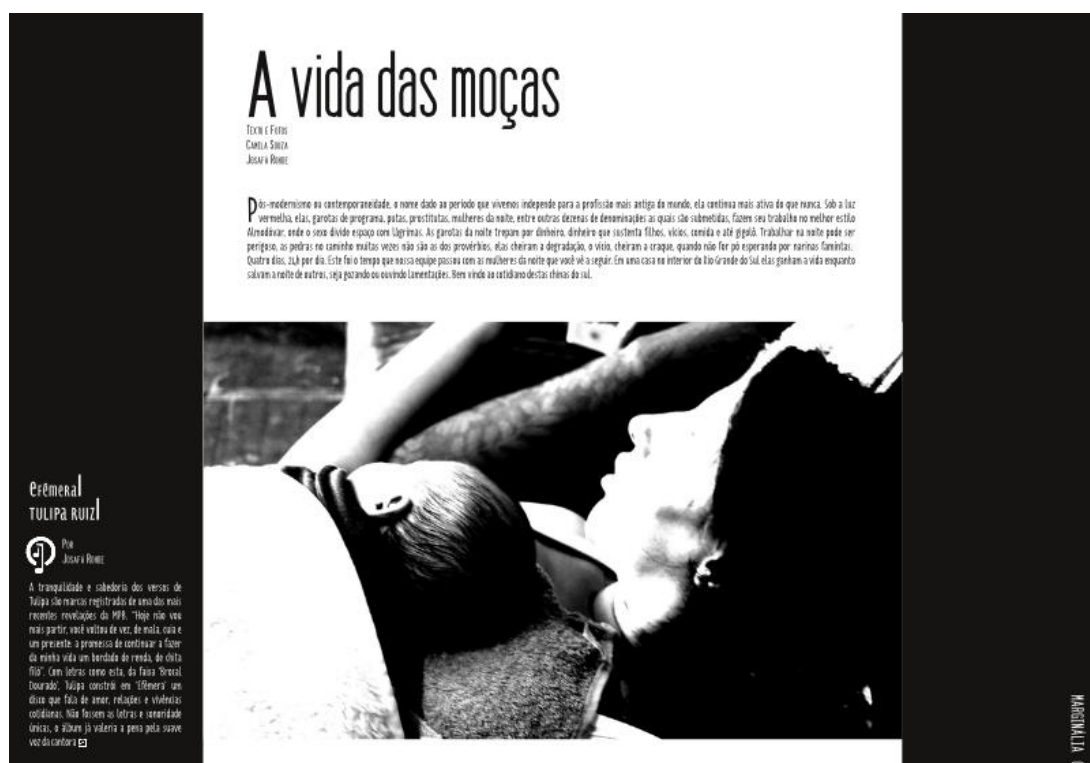 A vida das moças
Texto e Fotos
Camila Souza
Josafá Rohde
Pós-modernismo ou contemporaneidade, o nome dado ao período que vivemos independe para a profissão mais antiga do mundo, ela continua mais ativa do que nunca. Sob a luz
vermelha, elas, garotas de programa, putas, prostitutas, mulheres da noite, entre outras dezenas de denominações as quais são submetidas, fazem seu trabalho no melhor estilo
Almodóvar, onde o sexo divide espaço com lágrimas. As garotas da noite trepam por dinheiro, dinheiro que sustenta filhos, vícios, comida e até gigolô. Trabalhar na noite pode ser
perigoso, as pedras no caminho muitas vezes não são as dos provérbios, elas cheiram a degradação, o vício, cheiram a craque, quando não for pó esperando por narinas famintas.
Quatro dias, 24h por dia. Este foi o tempo que nossa equipe passou com as mulheres da noite que você vê a seguir. Em uma casa no interior do Rio Grande do Sul elas ganham a vida enquanto
salvam a noite de outros, seja gozando ou ouvindo lamentações. Bem vindo ao cotidiano destas chinas do sul.
efêmera
TULIPA RUIZ
Por
Josafá Rohde
A tranquilidade e sabedoria dos versos de
Tulipa são marcas registradas de uma das mais
recentes revelações da MPB. "Hoje não vou
mais partir, você voltou de vez, de mala, cuia e
um presente: a promessa de continuar a fazer
da minha vida um bordado de renda, de chita
filó". Com letras como esta, da faixa 'Brocal
Dourado', Tulipa constrói em 'Efêmera' um
disco que fala de amor, relações e vivências
cotidianas. Não fossem as letras e sonoridade
únicas, o álbum já valeria a pena pela suave
voz da cantora
MARGINÁLIA